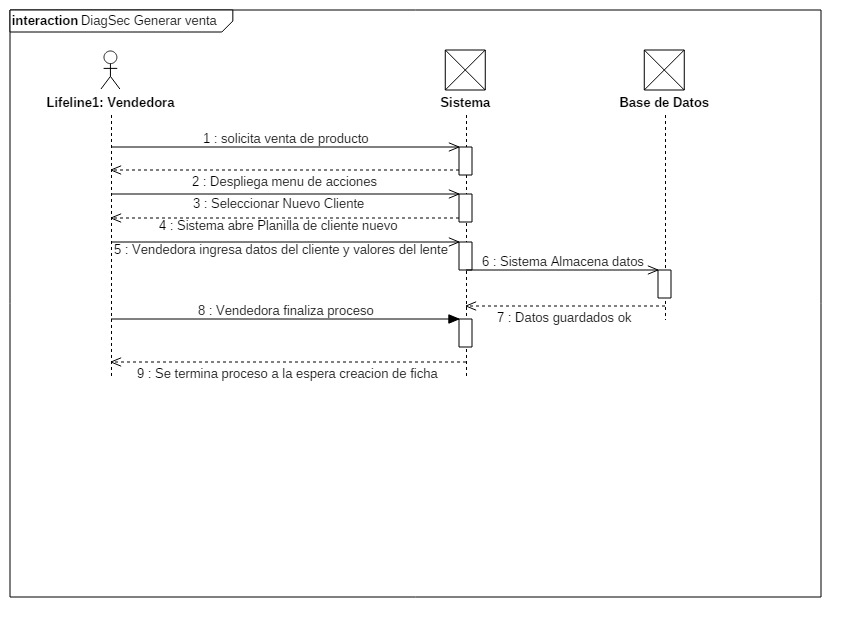 interaction DiagSec Generar venta
Lifeline1: Vendedora
Sistema
Base de Datos
1 : solicita venta de producto
2 : Despliega menu de acciones
3 : Seleccionar Nuevo Cliente
4 : Sistema abre Planilla de cliente nuevo
5 : Vendedora ingresa datos del cliente y valores del lente
6 : Sistema Almacena datos
7 : Datos guardados ok
8 : Vendedora finaliza proceso
9 : Se termina proceso a la espera creacion de ficha